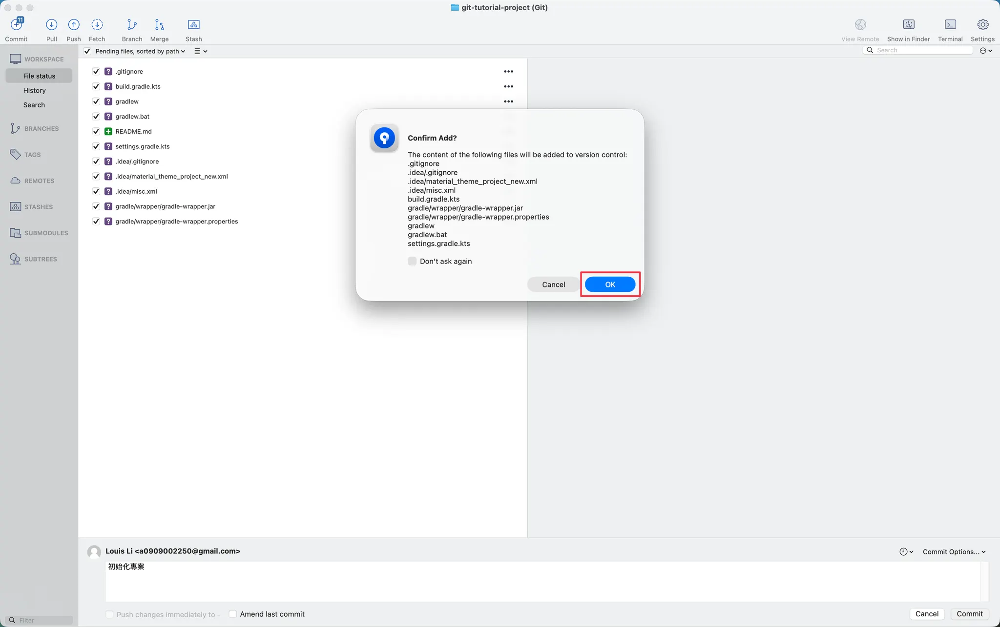 git-tutorial-project (Git)
11
Commit
Pull
Push
Fetch
Branch
Merge
Stash
View Remote
Show in Finder
Terminal
Settings
WORKSPACE
File status
History
Search
BRANCHES
TAGS
REMOTES
STASHES
SUBMODULES
SUBTREES
Filter
Pending files, sorted by path
Search
.gitignore
build.gradle.kts
gradlew
gradlew.bat
README.md
settings.gradle.kts
.idea/.gitignore
.idea/material_theme_project_new.xml
.idea/misc.xml
gradle/wrapper/gradle-wrapper.jar
gradle/wrapper/gradle-wrapper.properties
Confirm Add?
The content of the following files will be added to version control:
.gitignore
.idea/.gitignore
.idea/material_theme_project_new.xml
.idea/misc.xml
build.gradle.kts
gradle/wrapper/gradle-wrapper.jar
gradle/wrapper/gradle-wrapper.properties
gradlew
gradlew.bat
settings.gradle.kts
Don't ask again
Cancel
OK
Louis Li <a0909002250@gmail.com>
Commit Options...
初始化專案
Push changes immediately to -
Amend last commit
Cancel
Commit